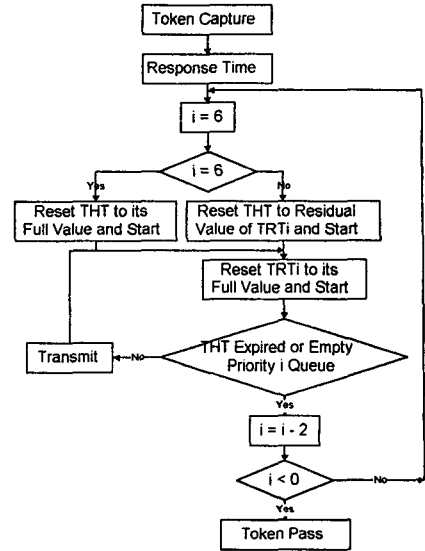 Token Capture
Response Time
i = 6
i = 6
Yes
No
Reset THT to its
Full Value and Start
Reset THT to Residual
Value of TRTi and Start
Reset TRTi to its
Full Value and Start
THT Expired or Empty
Priority i Queue
No
Transmit
Yes
i = i - 2
i < 0
No
Yes
Token Pass